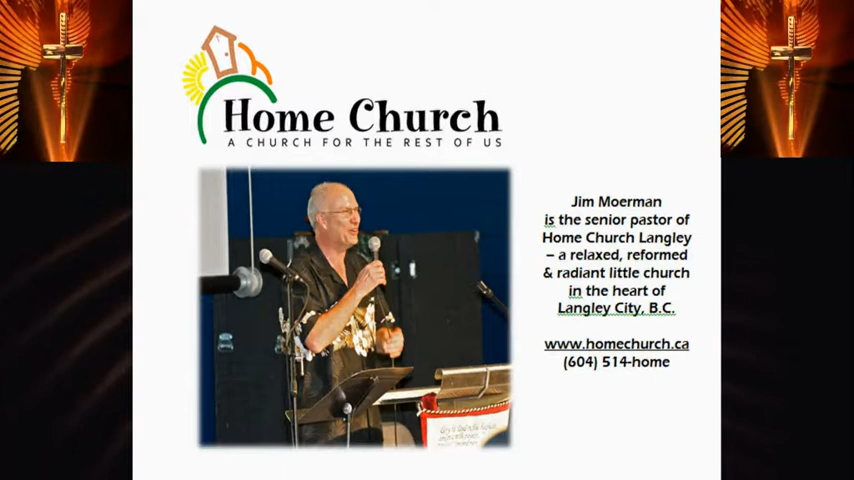 Home Church
A CHURCH FOR THE REST OF US
Jim Moerman
is the senior pastor of
Home Church Langley
– a relaxed, reformed
& radiant little church
in the heart of
Langley City, B.C.
www.homechurch.ca
(604) 514-home